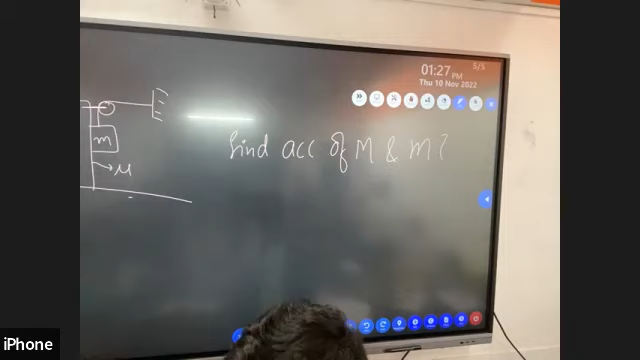 5/5
01:27 PM
Thu 10 Nov 2022
find acc of M & m?
m
μ
iPhone